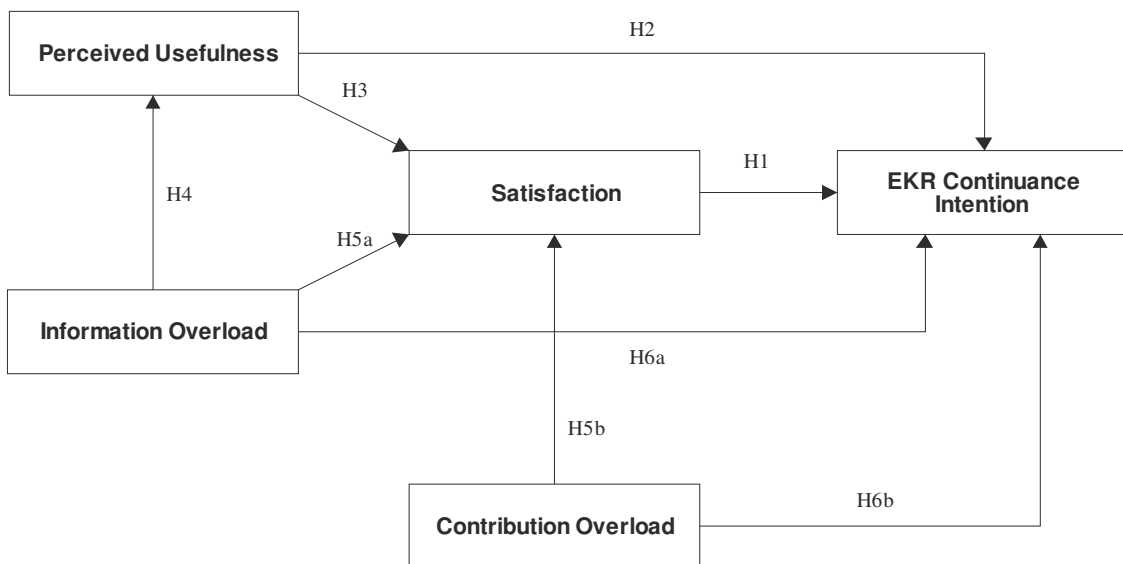 H2
Perceived Usefulness
H3
H1
Satisfaction
EKR Continuance
Intention
H4
H5a
Information Overload
H6a
H5b
H6b
Contribution Overload